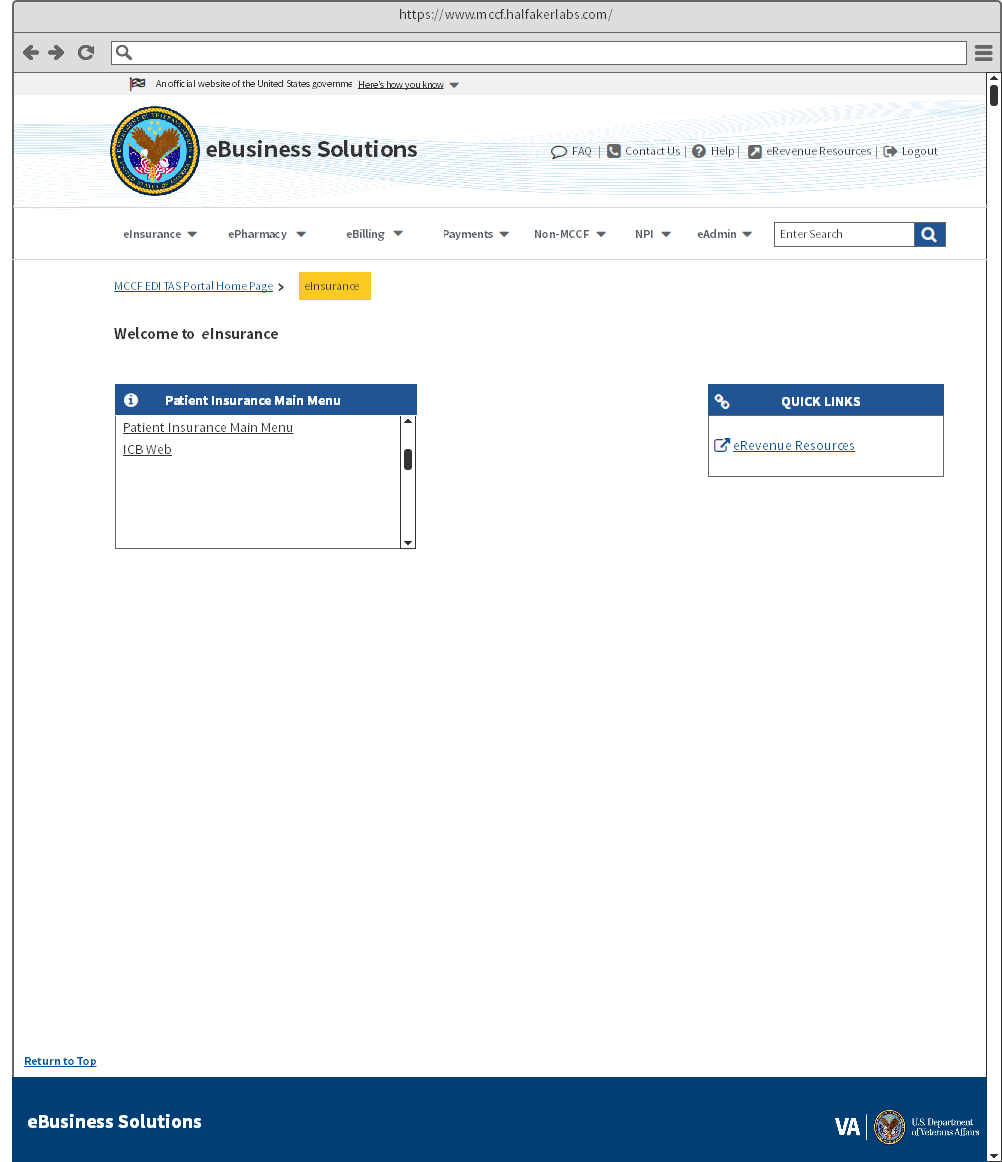 https://www.mccf.halfakerlabs.com/
An official website of the United States governme Here's how you know
eBusiness Solutions
FAQ | Contact Us | Help | eRevenue Resources | Logout
eInsurance ePharmacy eBilling Payments Non-MCCF NPI eAdmin Enter Search
MCCF EDI TAS Portal Home Page eInsurance
Welcome to eInsurance
Patient Insurance Main Menu
Patient Insurance Main Menu
ICB Web
QUICK LINKS
eRevenue Resources
Return to Top
eBusiness Solutions
VA
U.S. Department
of Veterans Affairs